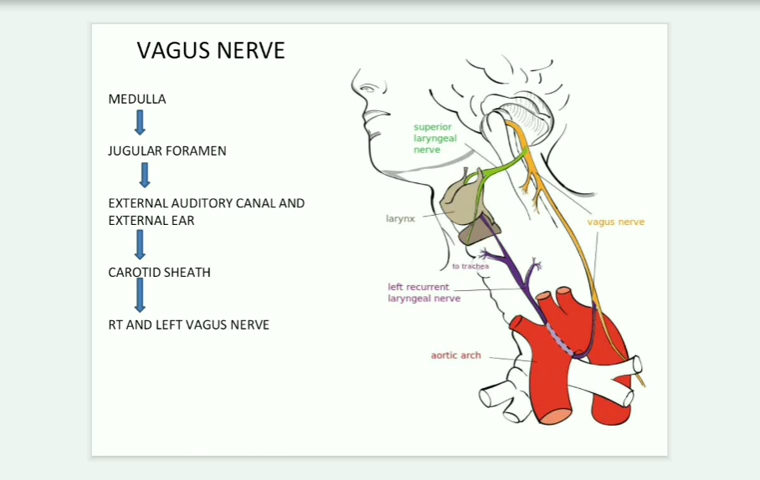 VAGUS NERVE
MEDULLA
JUGULAR FORAMEN
EXTERNAL AUDITORY CANAL AND
EXTERNAL EAR
CAROTID SHEATH
RT AND LEFT VAGUS NERVE
superior
laryngeal
nerve
larynx
vagus nerve
to trachea
left recurrent
laryngeal nerve
aortic arch